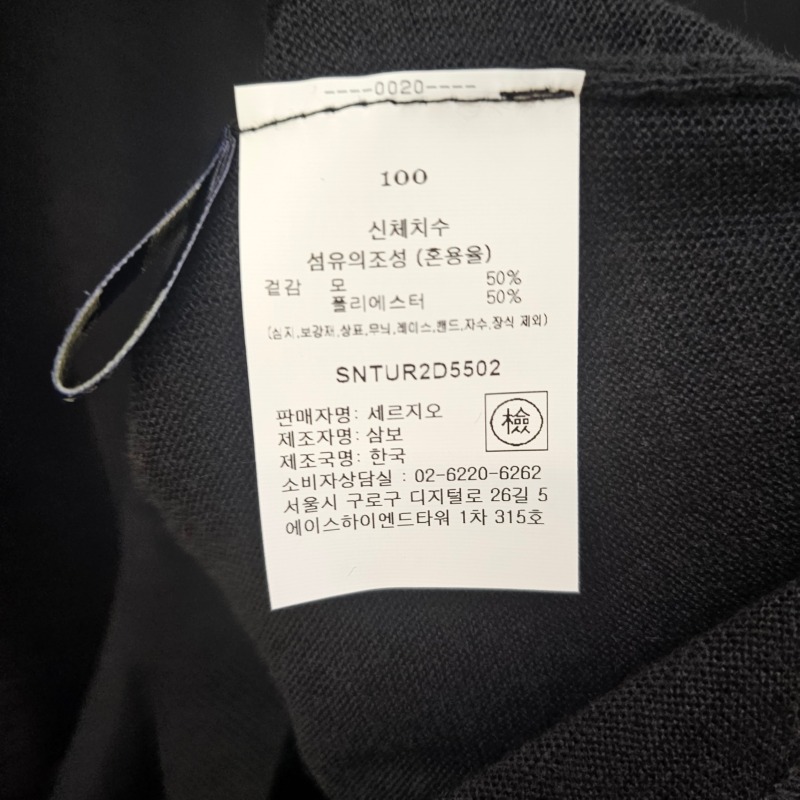 ----0020----
100
신체치수
섬유의조성 (혼용율)
겉감 모 50%
폴리에스터 50%
(심지,보강재,상표,무늬,레이스,밴드,자수,장식 제외)
SNTUR2D5502
檢
판매자명: 세르지오
제조자명: 삼보
제조국명: 한국
소비자상담실 : 02-6220-6262
서울시 구로구 디지털로 26길 5
에이스하이엔드타워 1차 315호